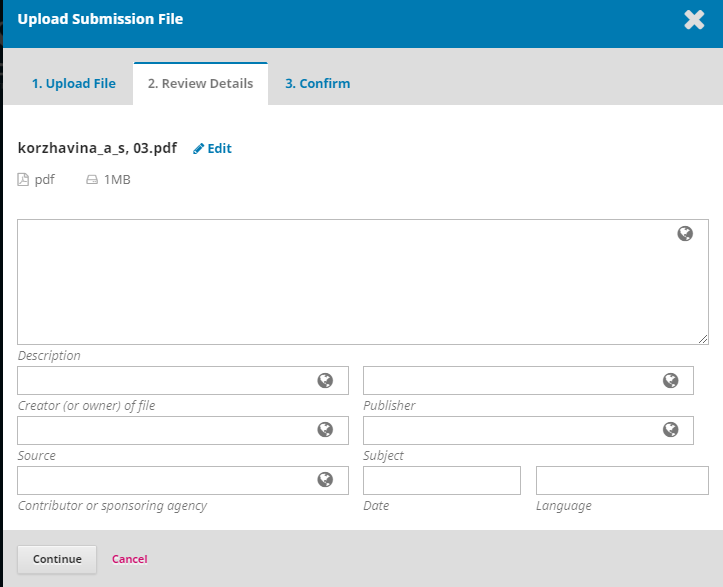 Upload Submission File
1. Upload File 2. Review Details 3. Confirm
korzhavina_a_s, 03.pdf Edit
pdf 1MB
Description
Creator (or owner) of file Publisher
Source Subject
Contributor or sponsoring agency Date Language
Continue Cancel